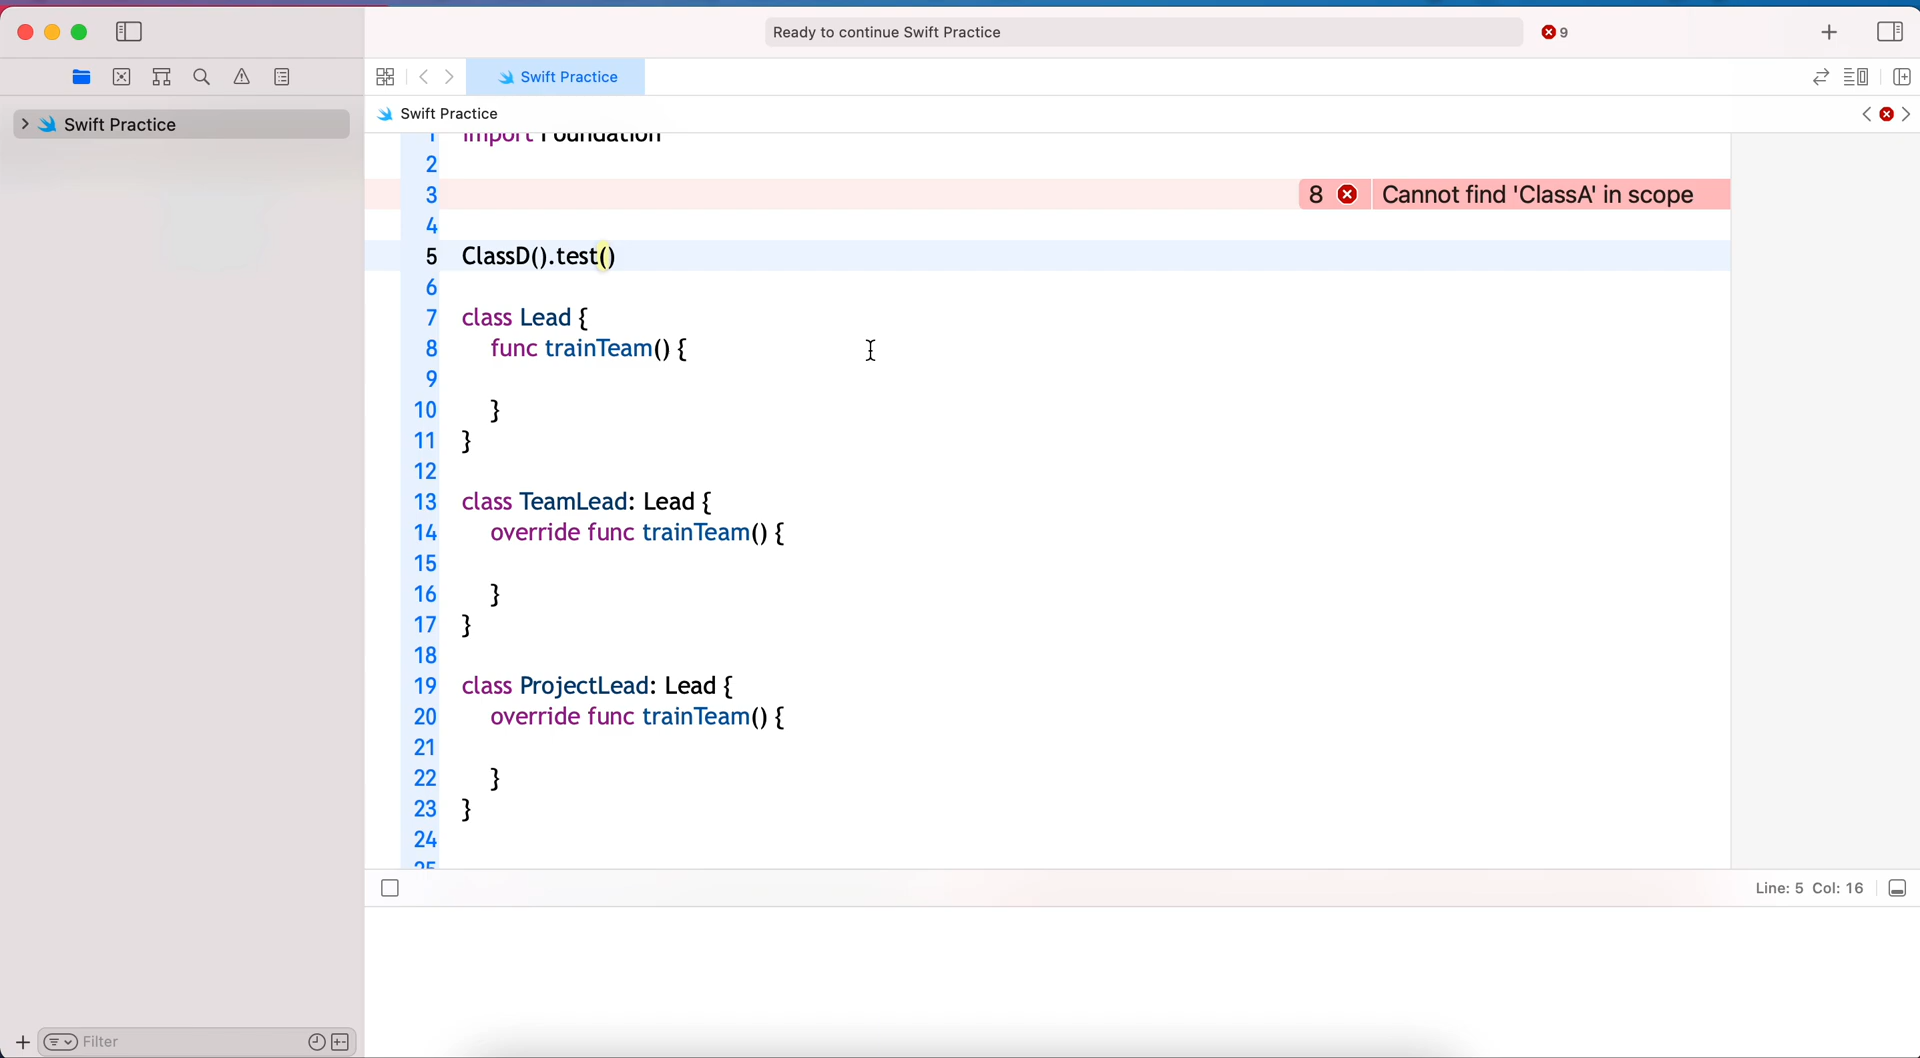 Ready to continue Swift Practice
9
Swift Practice
Swift Practice
Swift Practice
1 import Foundation
2
3 8 Cannot find 'ClassA' in scope
4
5 ClassD().test()
6
7 class Lead {
8 func trainTeam() {
9
10 }
11 }
12
13 class TeamLead: Lead {
14 override func trainTeam() {
15
16 }
17 }
18
19 class ProjectLead: Lead {
20 override func trainTeam() {
21
22 }
23 }
24
25
Line: 5 Col: 16
Filter